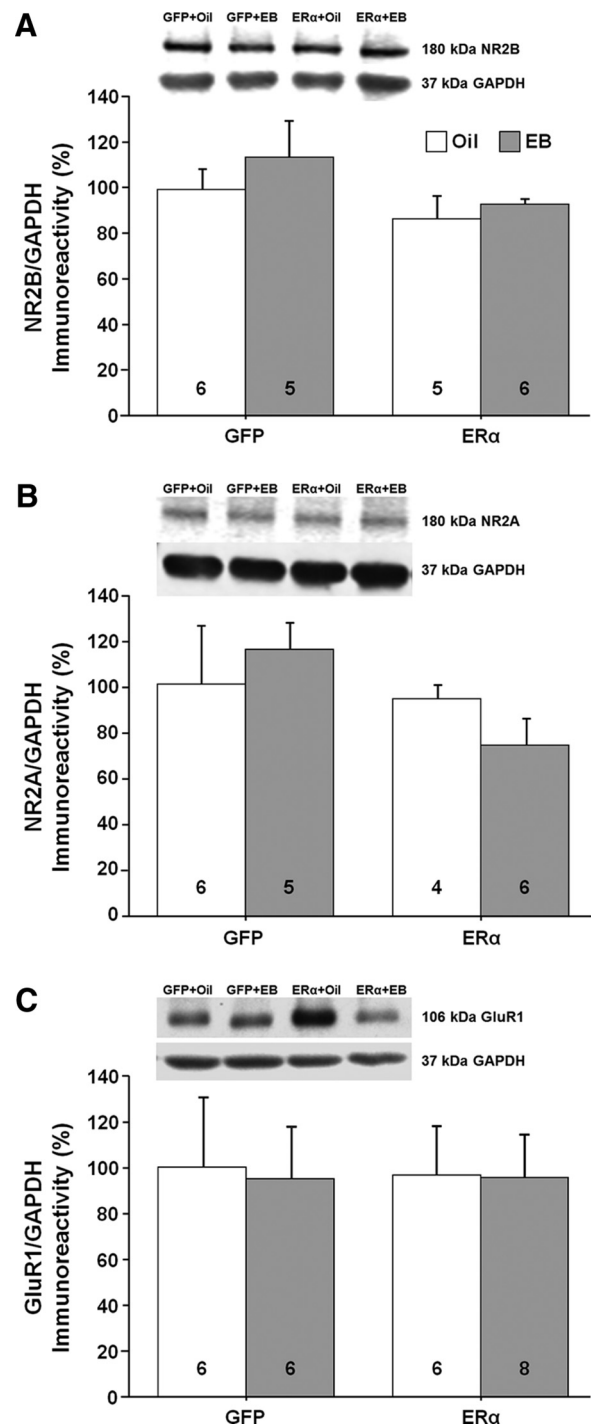 A
GFP+Oil GFP+EB ERα+Oil ERα+EB
180 kDa NR2B
37 kDa GAPDH
NR2B/GAPDH
Immunoreactivity (%)
140
120
100
80
60
40
20
0
Oil EB
6 5 5 6
GFP ERα
B
GFP+Oil GFP+EB ERα+Oil ERα+EB
180 kDa NR2A
37 kDa GAPDH
NR2A/GAPDH
Immunoreactivity (%)
140
120
100
80
60
40
20
0
6 5 4 6
GFP ERα
C
GFP+Oil GFP+EB ERα+Oil ERα+EB
106 kDa GluR1
37 kDa GAPDH
GluR1/GAPDH
Immunoreactivity (%)
140
120
100
80
60
40
20
0
6 6 6 8
GFP ERα